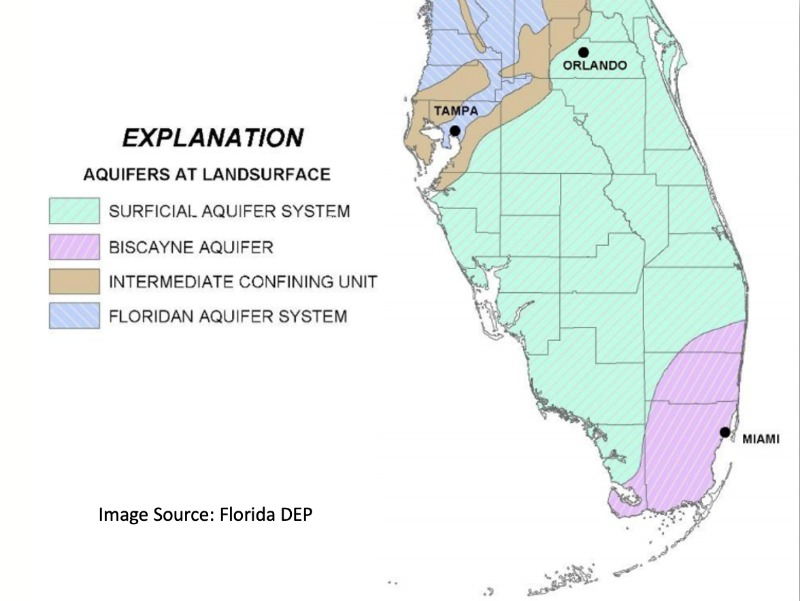 ORLANDO
TAMPA
EXPLANATION
AQUIFERS AT LANDSURFACE
SURFICIAL AQUIFER SYSTEM
BISCAYNE AQUIFER
INTERMEDIATE CONFINING UNIT
FLORIDAN AQUIFER SYSTEM
MIAMI
Image Source: Florida DEP